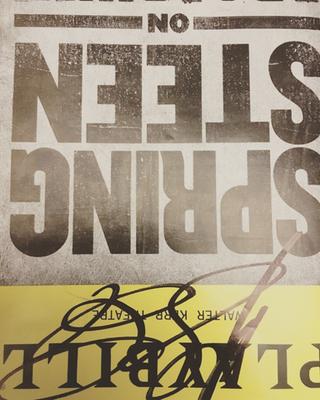 PLAYBILL
WALTER KERR THEATRE
SPRING
STEEN
ON